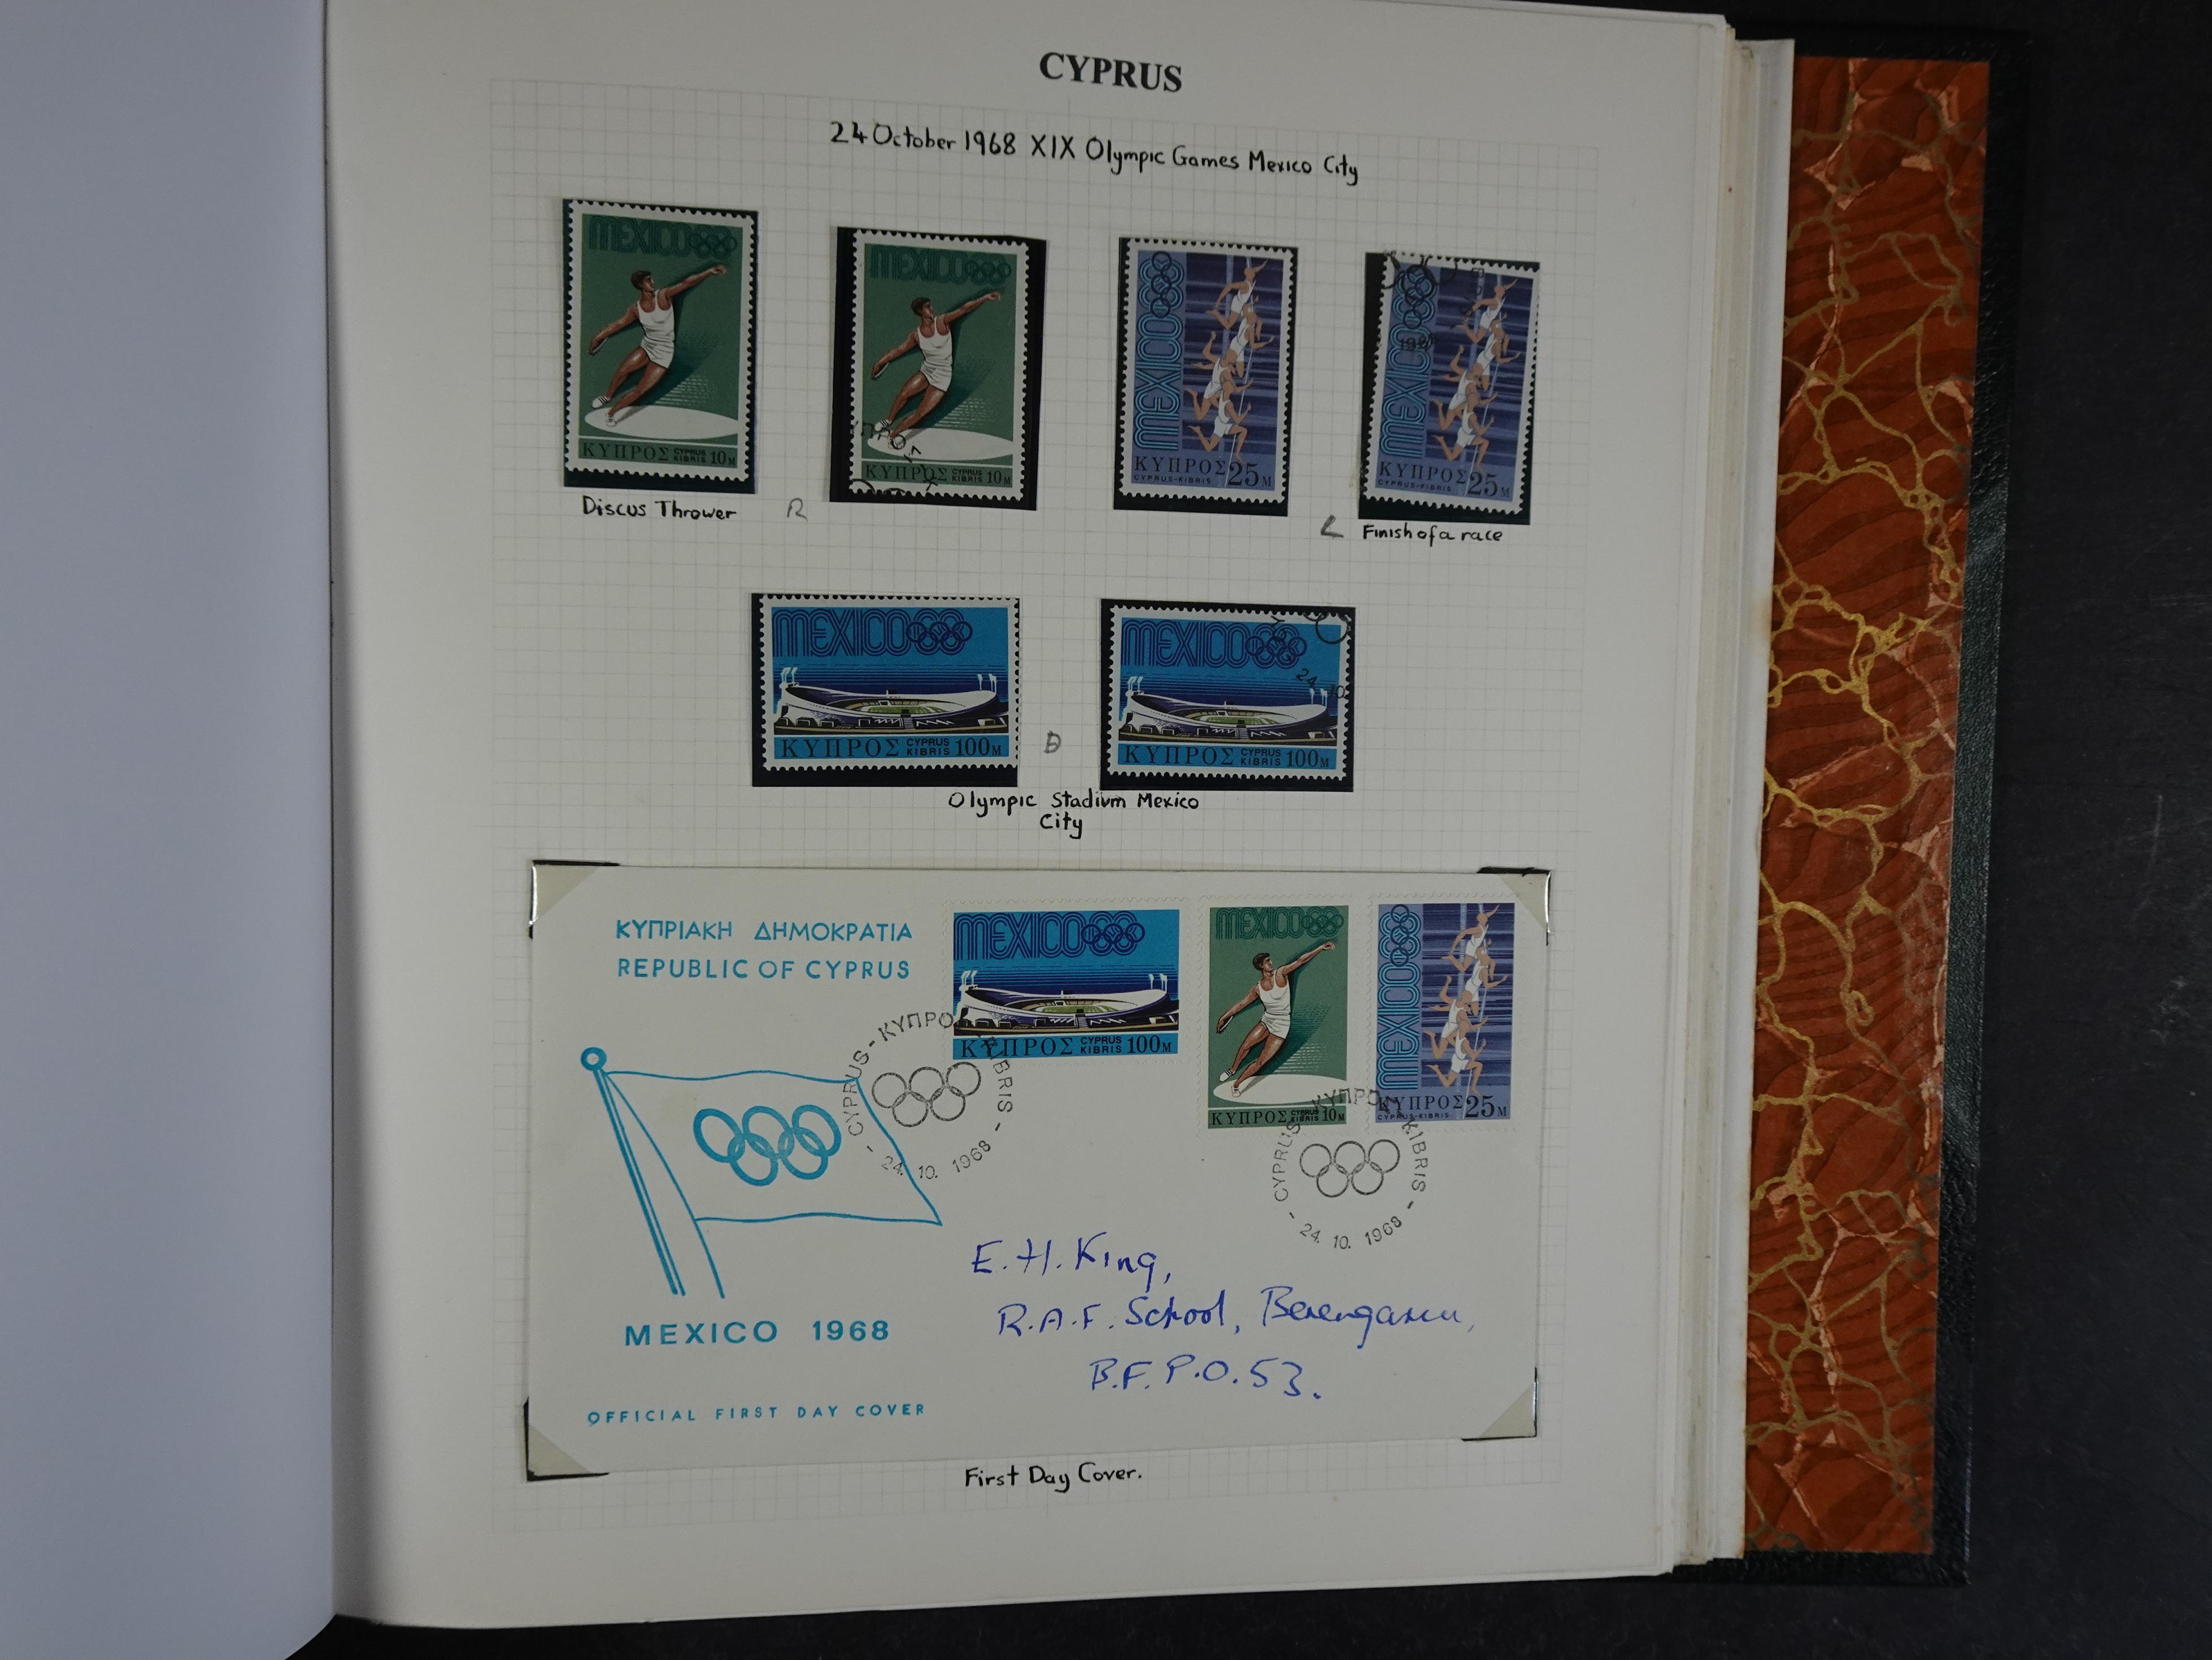 CYPRUS
24 October 1968 XIX Olympic Games Mexico City
MEXICO
ΚΥΠΡΟΣ CYPRUS KIBRIS 10M
MEXICO
ΚΥΠΡΟΣ CYPRUS KIBRIS 10M
MEXICO
ΚΥΠΡΟΣ 25M
CYPRUS-KIBRIS
MEXICO
1968
ΚΥΠΡΟΣ 25M
CYPRUS-KIBRIS
Discus Thrower
R
L
Finish of a race
MEXICO
ΚΥΠΡΟΣ CYPRUS KIBRIS 100M
D
MEXICO
24.10.
ΚΥΠΡΟΣ CYPRUS KIBRIS 100M
Olympic Stadium Mexico
City
ΚΥΠΡΙΑΚΗ ΔΗΜΟΚΡΑΤΙΑ
REPUBLIC OF CYPRUS
MEXICO
ΚΥΠΡΟΣ CYPRUS KIBRIS 100M
MEXICO
ΚΥΠΡΟΣ CYPRUS KIBRIS 10M
MEXICO
ΚΥΠΡΟΣ 25M
CYPRUS-KIBRIS
- CYPRUS - ΚΥΠΡΟΣ - KIBRIS -
24. 10. 1968
- CYPRUS - ΚΥΠΡΟΣ - KIBRIS -
24. 10. 1968
E. H. King,
R.A.F. School, Berengaria,
B.F.P.O. 53.
MEXICO 1968
OFFICIAL FIRST DAY COVER
First Day Cover.